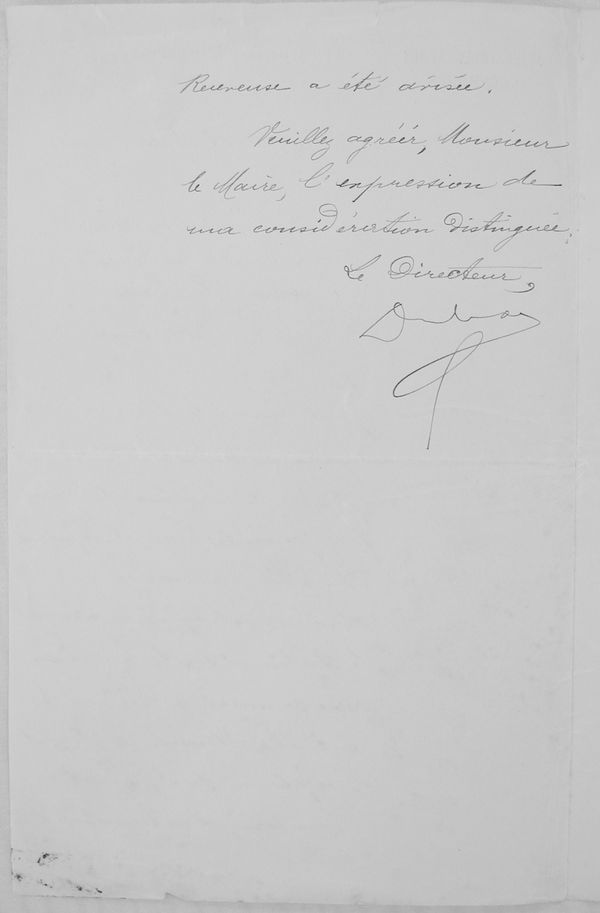 Receveuse a été avisée.
Veuillez agréer, Monsieur
le Maire, l'expression de
ma considération distinguée.
Le Directeur,